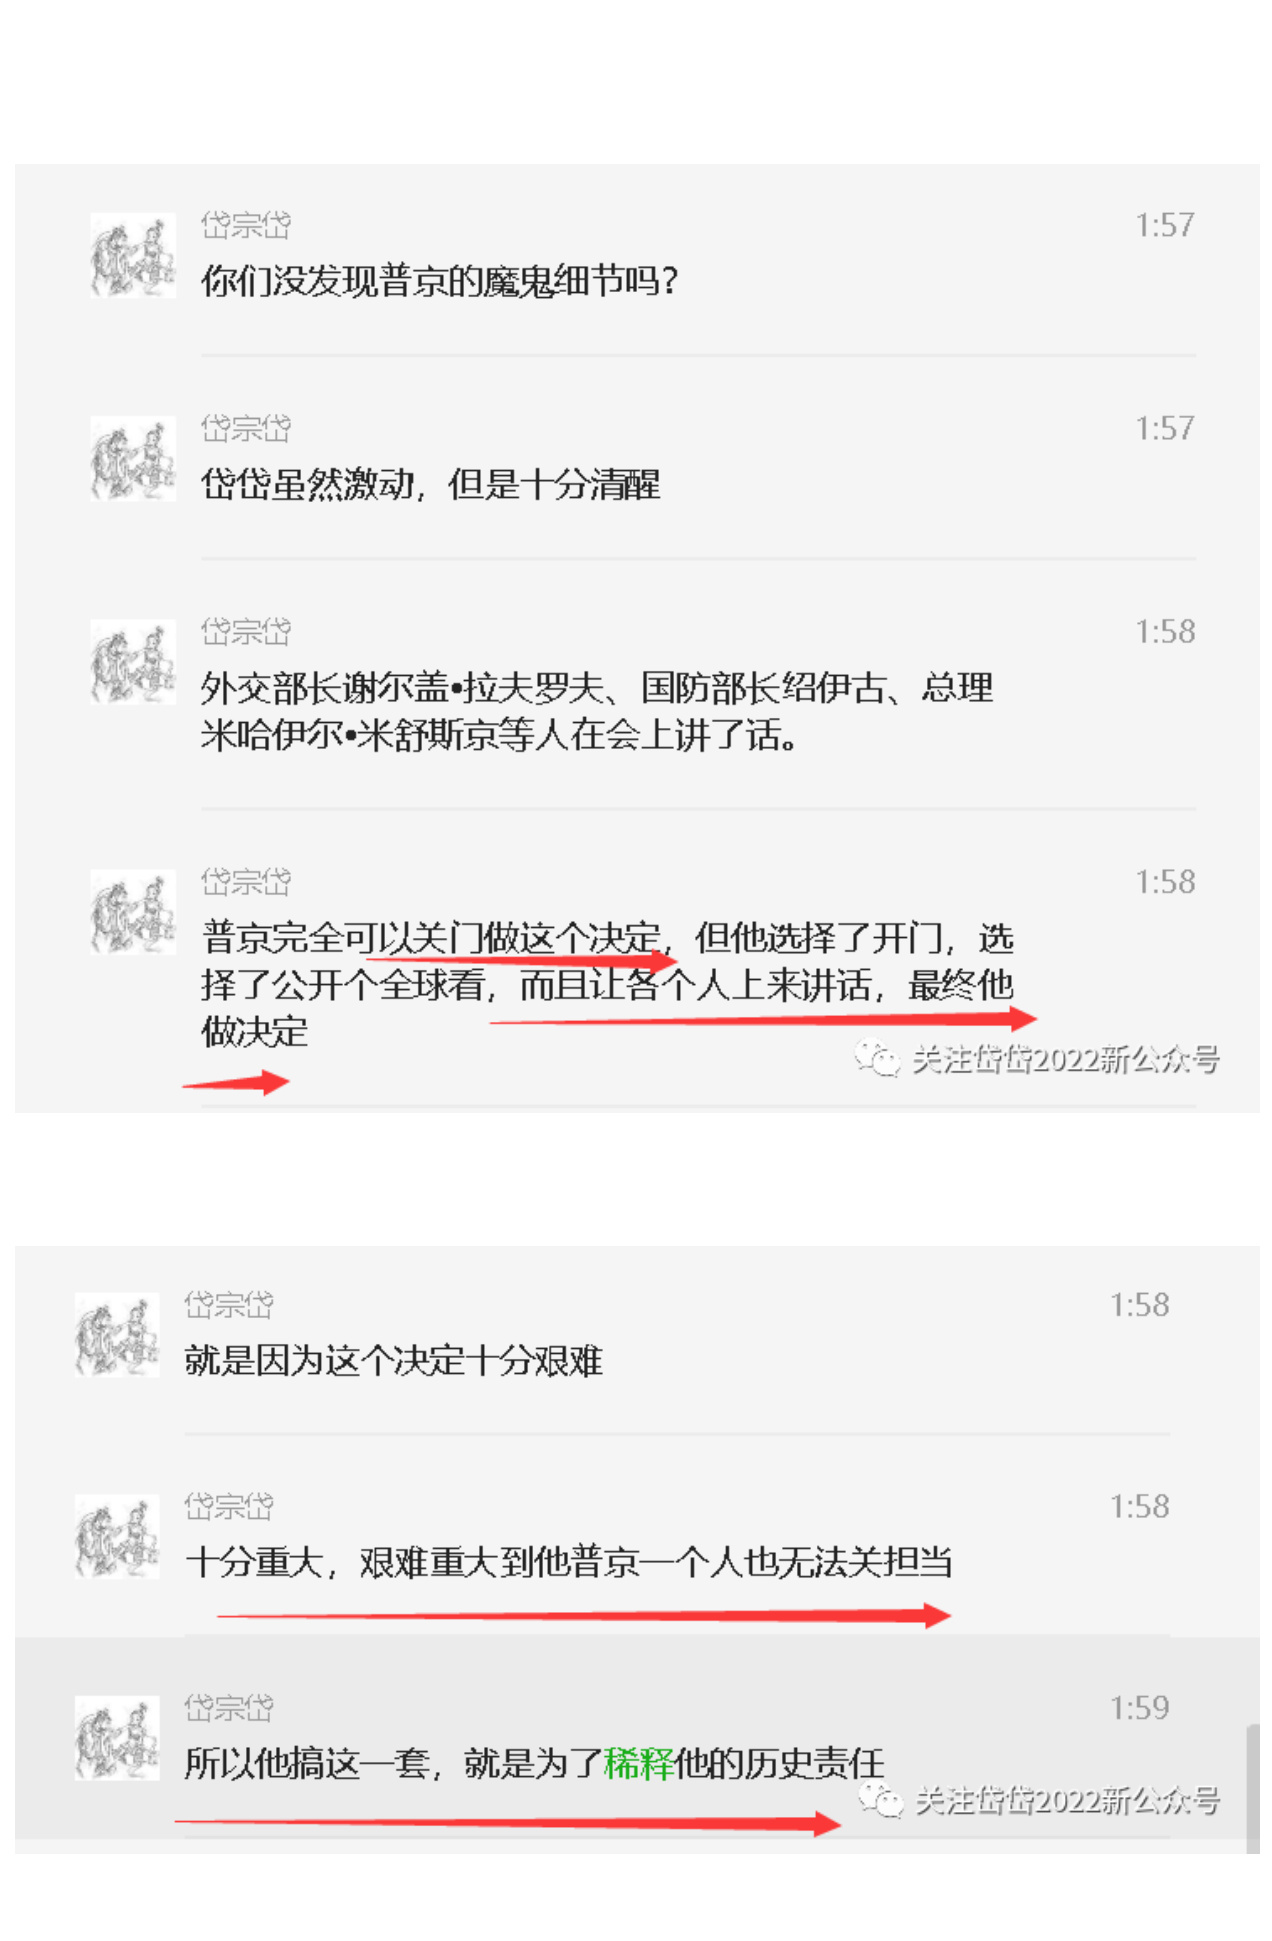 岱宗岱 1:57
你们没发现普京的魔鬼细节吗?
岱宗岱 1:57
岱岱虽然激动，但是十分清醒
岱宗岱 1:58
外交部长谢尔盖•拉夫罗夫、国防部长绍伊古、总理
米哈伊尔•米舒斯京等人在会上讲了话。
岱宗岱 1:58
普京完全可以关门做这个决定，但他选择了开门，选
择了公开个全球看，而且让各个人上来讲话，最终他
做决定
关注岱岱2022新公众号
岱宗岱 1:58
就是因为这个决定十分艰难
岱宗岱 1:58
十分重大，艰难重大到他普京一个人也无法关担当
岱宗岱 1:59
所以他搞这一套，就是为了稀释他的历史责任
关注岱岱2022新公众号